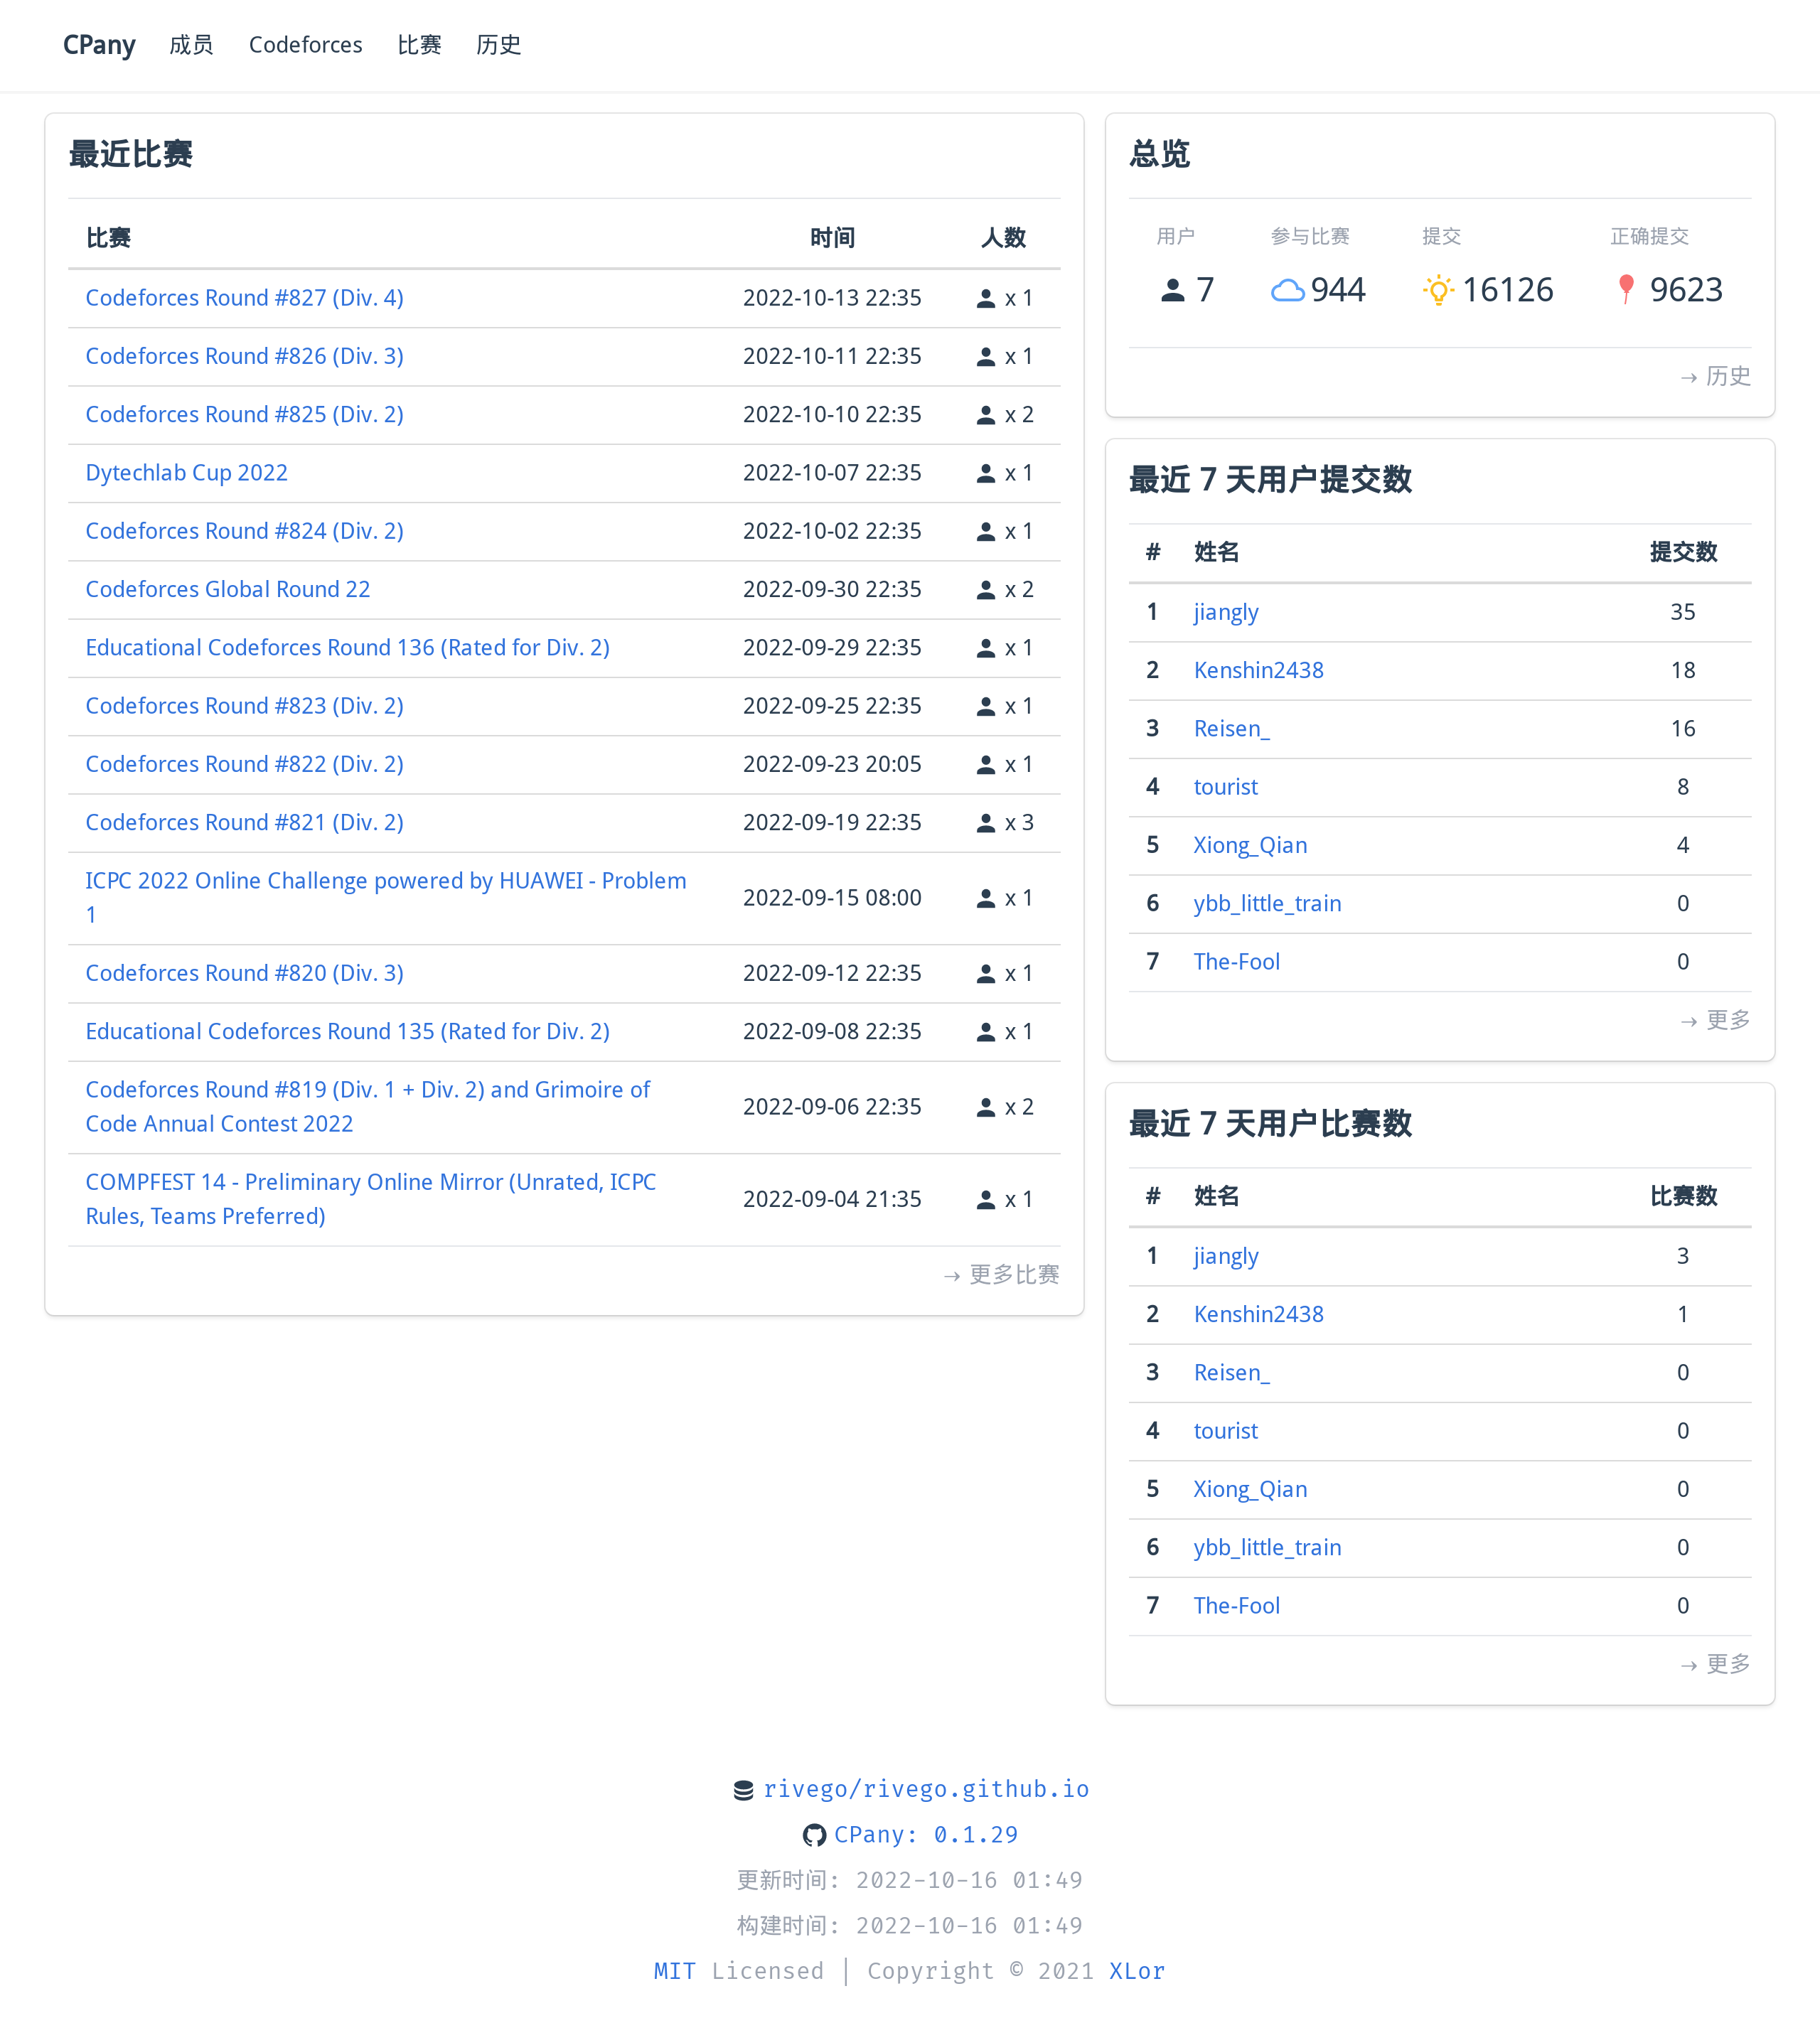 CPany 成员 Codeforces 比赛 历史
最近比赛
比赛 时间 人数
Codeforces Round #827 (Div. 4) 2022-10-13 22:35 x 1
Codeforces Round #826 (Div. 3) 2022-10-11 22:35 x 1
Codeforces Round #825 (Div. 2) 2022-10-10 22:35 x 2
Dytechlab Cup 2022 2022-10-07 22:35 x 1
Codeforces Round #824 (Div. 2) 2022-10-02 22:35 x 1
Codeforces Global Round 22 2022-09-30 22:35 x 2
Educational Codeforces Round 136 (Rated for Div. 2) 2022-09-29 22:35 x 1
Codeforces Round #823 (Div. 2) 2022-09-25 22:35 x 1
Codeforces Round #822 (Div. 2) 2022-09-23 20:05 x 1
Codeforces Round #821 (Div. 2) 2022-09-19 22:35 x 3
ICPC 2022 Online Challenge powered by HUAWEI - Problem
1 2022-09-15 08:00 x 1
Codeforces Round #820 (Div. 3) 2022-09-12 22:35 x 1
Educational Codeforces Round 135 (Rated for Div. 2) 2022-09-08 22:35 x 1
Codeforces Round #819 (Div. 1 + Div. 2) and Grimoire of
Code Annual Contest 2022 2022-09-06 22:35 x 2
COMPFEST 14 - Preliminary Online Mirror (Unrated, ICPC
Rules, Teams Preferred) 2022-09-04 21:35 x 1
→ 更多比赛
总览
用户 参与比赛 提交 正确提交
7 944 16126 9623
→ 历史
最近 7 天用户提交数
# 姓名 提交数
1 jiangly 35
2 Kenshin2438 18
3 Reisen_ 16
4 tourist 8
5 Xiong_Qian 4
6 ybb_little_train 0
7 The-Fool 0
→ 更多
最近 7 天用户比赛数
# 姓名 比赛数
1 jiangly 3
2 Kenshin2438 1
3 Reisen_ 0
4 tourist 0
5 Xiong_Qian 0
6 ybb_little_train 0
7 The-Fool 0
→ 更多
rivego/rivego.github.io
CPany: 0.1.29
更新时间: 2022-10-16 01:49
构建时间: 2022-10-16 01:49
MIT Licensed | Copyright © 2021 XLor